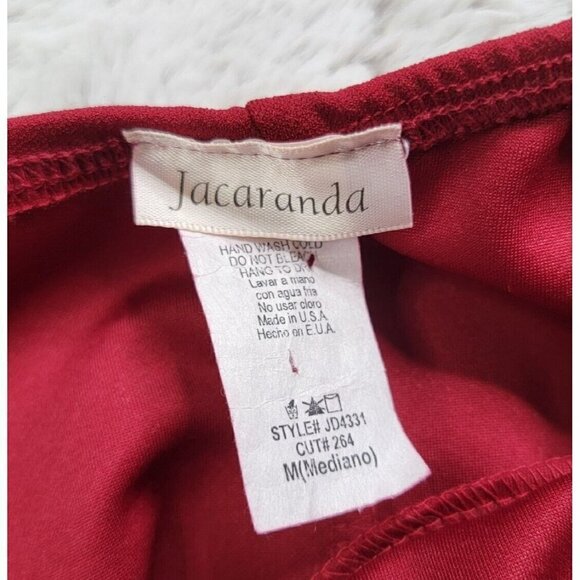 Jacaranda
HAND WASH COLD
DO NOT BLEACH
HANG TO DRY
Lavar a mano
con agua fria
No usar cloro
Made in U.S.A
Hecho en E.U.A.
STYLE# JD4331
CUT# 264
M(Mediano)